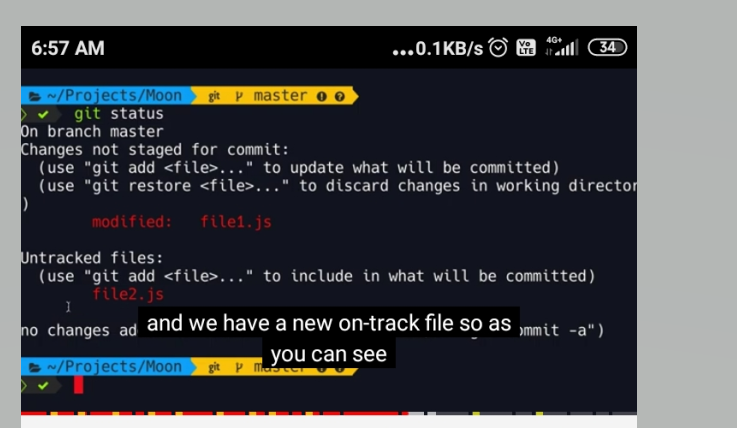 6:57 AM ...0.1KB/s Vo LTE 4G+ 34
~/Projects/Moon git master
git status
On branch master
Changes not staged for commit:
(use "git add <file>..." to update what will be committed)
(use "git restore <file>..." to discard changes in working director
)
modified: file1.js
Untracked files:
(use "git add <file>..." to include in what will be committed)
file2.js
no changes ad
ommit -a")
and we have a new on-track file so as
you can see
~/Projects/Moon git